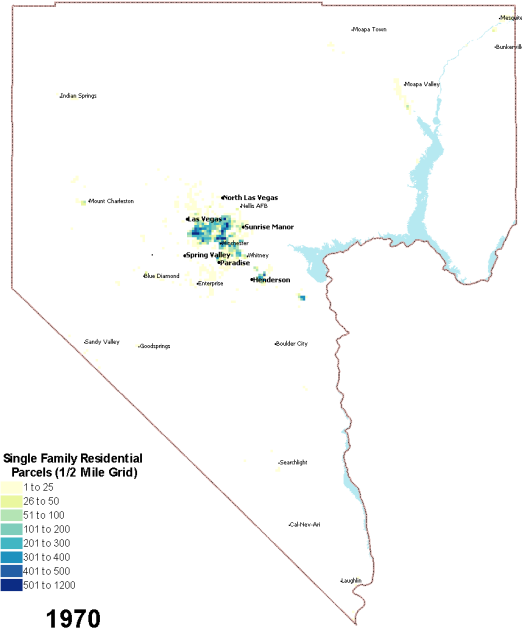 Mesquite
Moapa Town
Bunkerville
Moapa Valley
Indian Springs
North Las Vegas
Mount Charleston
Nellis AFB
Las Vegas
Sunrise Manor
Winchester
Spring Valley
Whitney
Paradise
Blue Diamond
Henderson
Enterprise
Sandy Valley
Goodsprings
Boulder City
Single Family Residential
Parcels (1/2 Mile Grid)
Searchlight
1 to 25
26 to 50
51 to 100
101 to 200
Cal-Nev-Ari
201 to 300
301 to 400
401 to 500
501 to 1200
Laughlin
1970